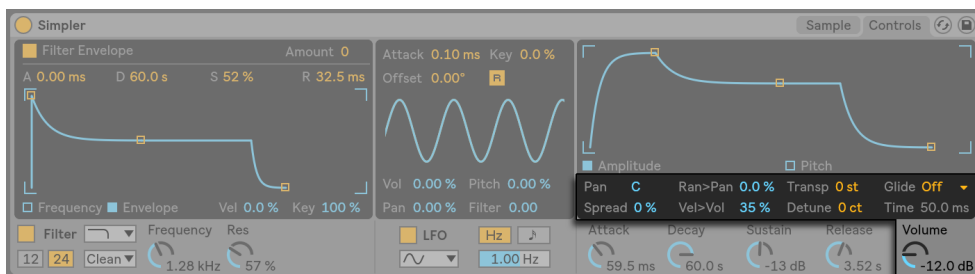 Simpler Sample Controls
Filter Envelope Amount 0
A 0.00 ms D 60.0 s S 52 % R 32.5 ms
Frequency Envelope Vel 0.0 % Key 100 %
Filter Frequency Res
12 24 Clean 1.28 kHz 57 %
Attack 0.10 ms Key 0.0 %
Offset 0.00° R
Vol 0.00 % Pitch 0.00 %
Pan 0.00 % Filter 0.00
LFO Hz
1.00 Hz
Amplitude Pitch
Pan C Ran>Pan 0.0 % Transp 0 st Glide Off
Spread 0 % Vel>Vol 35 % Detune 0 ct Time 50.0 ms
Attack Decay Sustain Release Volume
59.5 ms 60.0 s -13 dB 3.52 s -12.0 dB